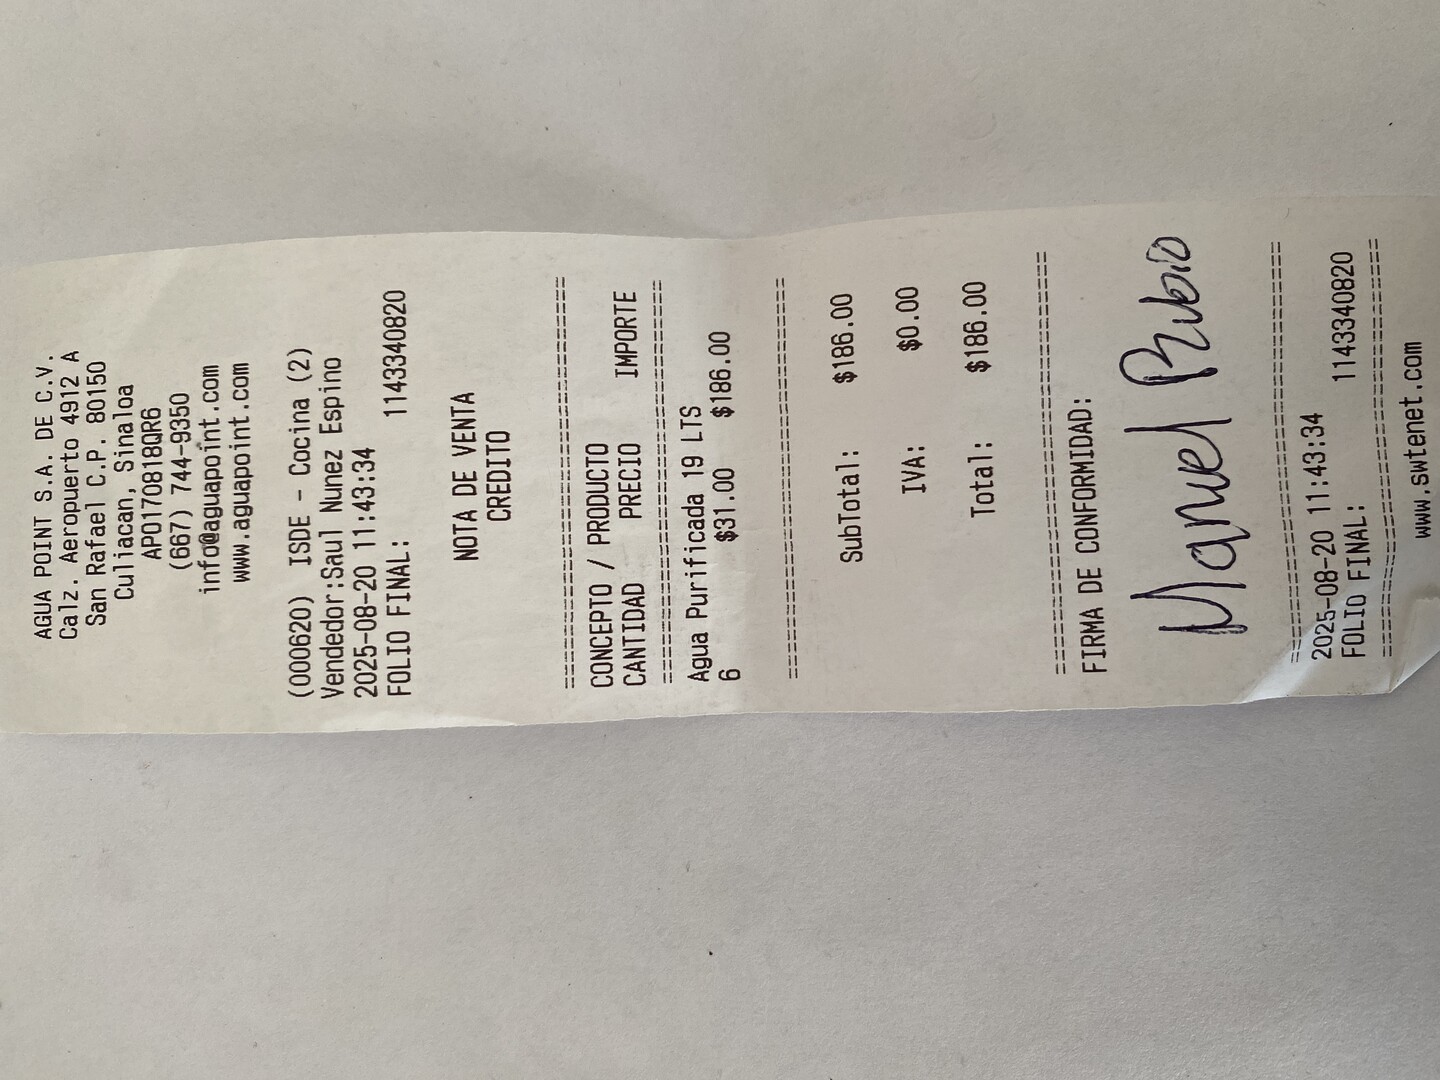 AGUA POINT S.A. DE C.V.
Calz. Aeropuerto 4912 A
San Rafael C.P. 80150
Culiacan, Sinaloa
APO170818QR6
(667) 744-9350
info@aguapoint.com
www.aguapoint.com
(000620) ISDE - Cocina (2)
Vendedor:Saul Nunez Espino
2025-08-20 11:43:34
FOLIO FINAL: 1143340820
NOTA DE VENTA
CREDITO
================================
CONCEPTO / PRODUCTO
CANTIDAD PRECIO IMPORTE
================================
Agua Purificada 19 LTS
6 $31.00 $186.00
================================
SubTotal: $186.00
IVA: $0.00
Total: $186.00
================================
FIRMA DE CONFORMIDAD:
Manuel Rubio
================================
2025-08-20 11:43:34
FOLIO FINAL: 1143340820
================================
www.swtenet.com